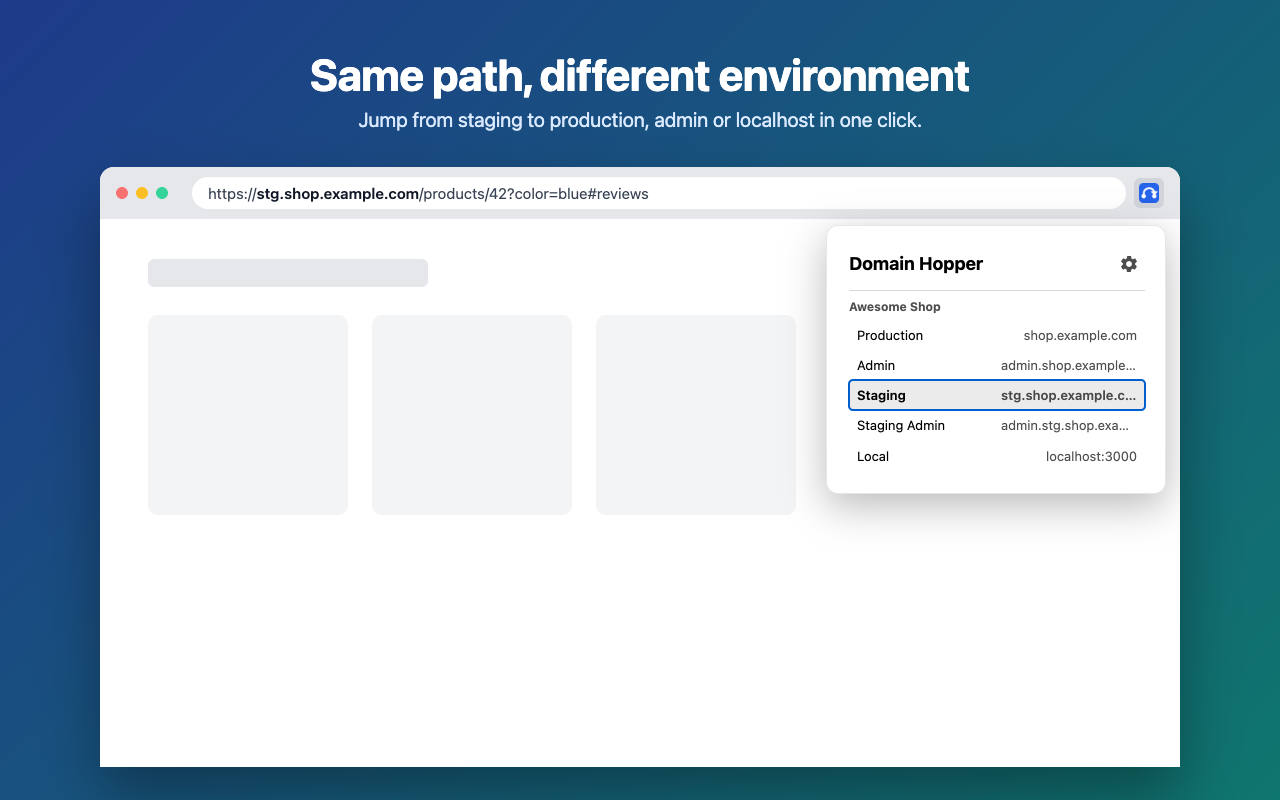 Same path, different environment
Jump from staging to production, admin or localhost in one click.
https://stg.shop.example.com/products/42?color=blue#reviews
Domain Hopper
Awesome Shop
Production shop.example.com
Admin admin.shop.example...
Staging stg.shop.example.c...
Staging Admin admin.stg.shop.exa...
Local localhost:3000